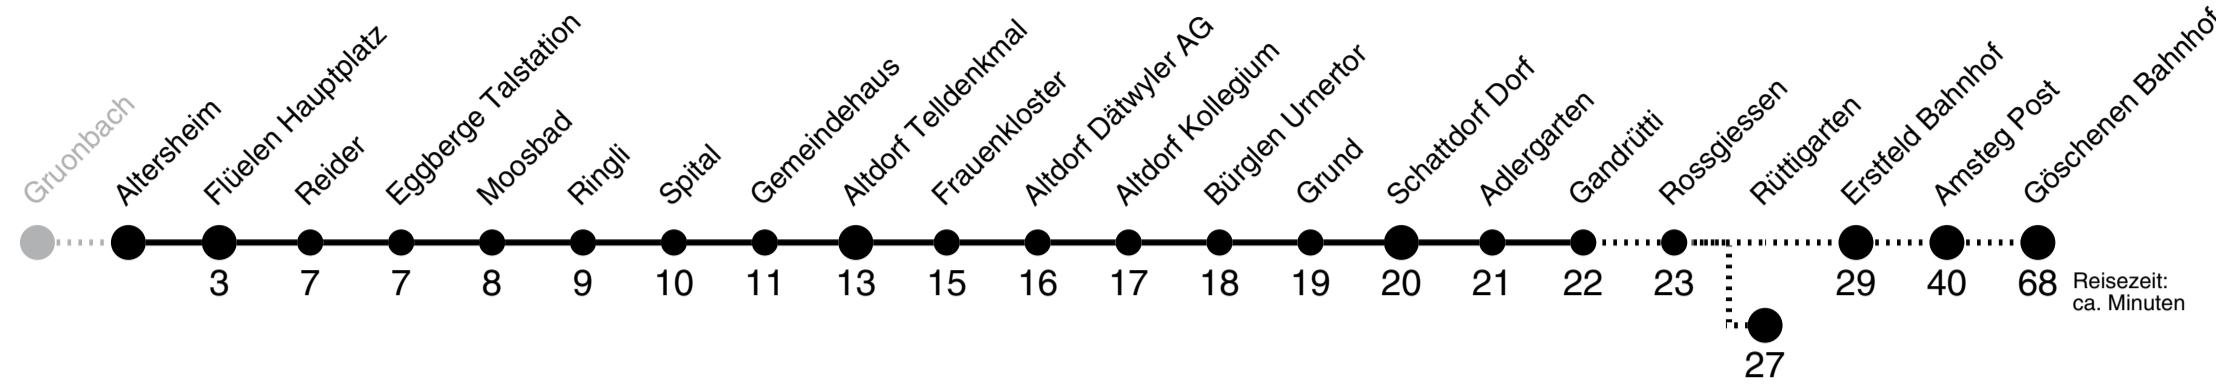 Gruonbach
Altersheim
Flüelen Hauptplatz
Reider
Eggberge Talstation
Moosbad
Ringli
Spital
Gemeindehaus
Altdorf Telldenkmal
Frauenkloster
Altdorf Dätwyler AG
Altdorf Kollegium
Bürglen Urnertor
Grund
Schattdorf Dorf
Adlergarten
Gandrütti
Rossgiessen
Rüttigarten
Erstfeld Bahnhof
Amsteg Post
Göschenen Bahnhof
3 7 7 8 9 10 11 13 15 16 17 18 19 20 21 22 23 29 40 68
Reisezeit:
ca. Minuten
27